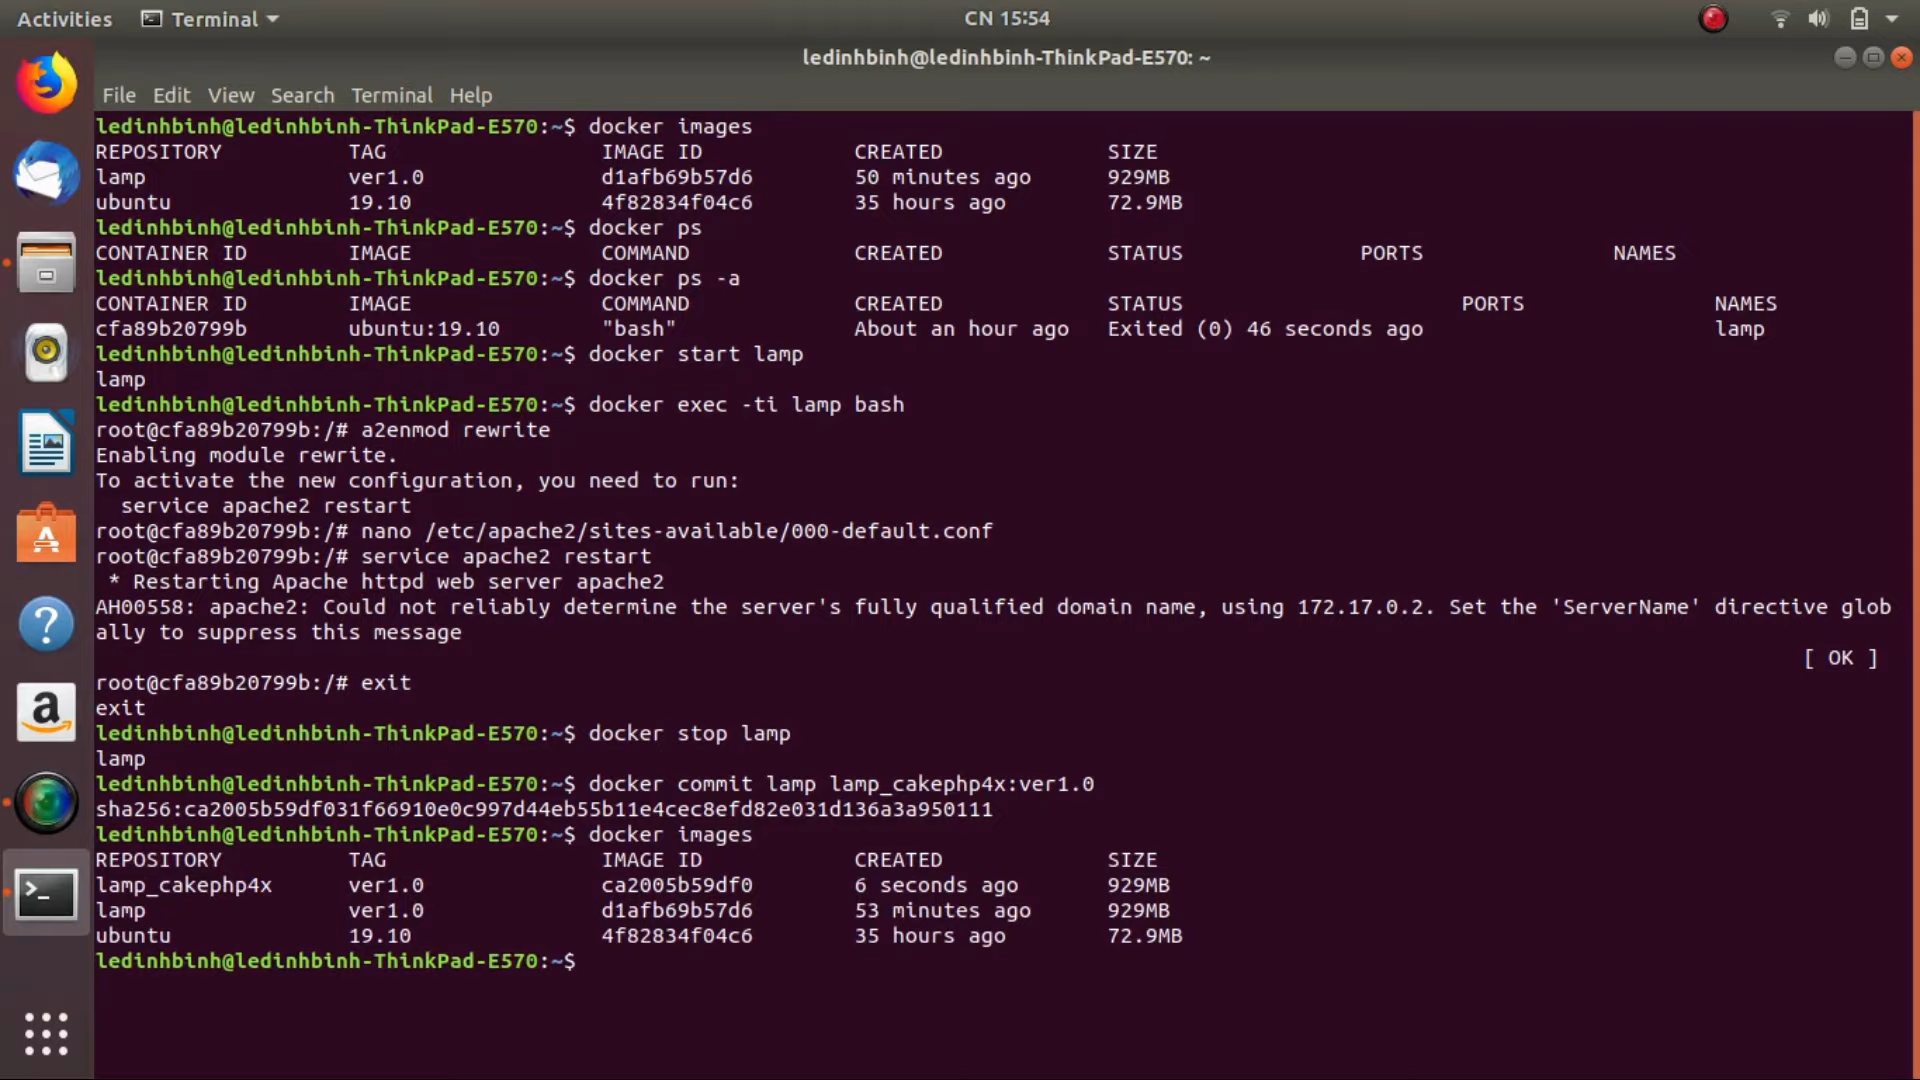 Activities Terminal CN 15:54
ledinhbinh@ledinhbinh-ThinkPad-E570: ~
File Edit View Search Terminal Help
ledinhbinh@ledinhbinh-ThinkPad-E570:~$ docker images
REPOSITORY TAG IMAGE ID CREATED SIZE
lamp ver1.0 d1afb69b57d6 50 minutes ago 929MB
ubuntu 19.10 4f82834f04c6 35 hours ago 72.9MB
ledinhbinh@ledinhbinh-ThinkPad-E570:~$ docker ps
CONTAINER ID IMAGE COMMAND CREATED STATUS PORTS NAMES
ledinhbinh@ledinhbinh-ThinkPad-E570:~$ docker ps -a
CONTAINER ID IMAGE COMMAND CREATED STATUS PORTS NAMES
cfa89b20799b ubuntu:19.10 "bash" About an hour ago Exited (0) 46 seconds ago lamp
ledinhbinh@ledinhbinh-ThinkPad-E570:~$ docker start lamp
lamp
ledinhbinh@ledinhbinh-ThinkPad-E570:~$ docker exec -ti lamp bash
root@cfa89b20799b:/# a2enmod rewrite
Enabling module rewrite.
To activate the new configuration, you need to run:
  service apache2 restart
root@cfa89b20799b:/# nano /etc/apache2/sites-available/000-default.conf
root@cfa89b20799b:/# service apache2 restart
 * Restarting Apache httpd web server apache2
AH00558: apache2: Could not reliably determine the server's fully qualified domain name, using 172.17.0.2. Set the 'ServerName' directive glob
ally to suppress this message
[ OK ]
root@cfa89b20799b:/# exit
exit
ledinhbinh@ledinhbinh-ThinkPad-E570:~$ docker stop lamp
lamp
ledinhbinh@ledinhbinh-ThinkPad-E570:~$ docker commit lamp lamp_cakephp4x:ver1.0
sha256:ca2005b59df031f66910e0c997d44eb55b11e4cec8efd82e031d136a3a950111
ledinhbinh@ledinhbinh-ThinkPad-E570:~$ docker images
REPOSITORY TAG IMAGE ID CREATED SIZE
lamp_cakephp4x ver1.0 ca2005b59df0 6 seconds ago 929MB
lamp ver1.0 d1afb69b57d6 53 minutes ago 929MB
ubuntu 19.10 4f82834f04c6 35 hours ago 72.9MB
ledinhbinh@ledinhbinh-ThinkPad-E570:~$